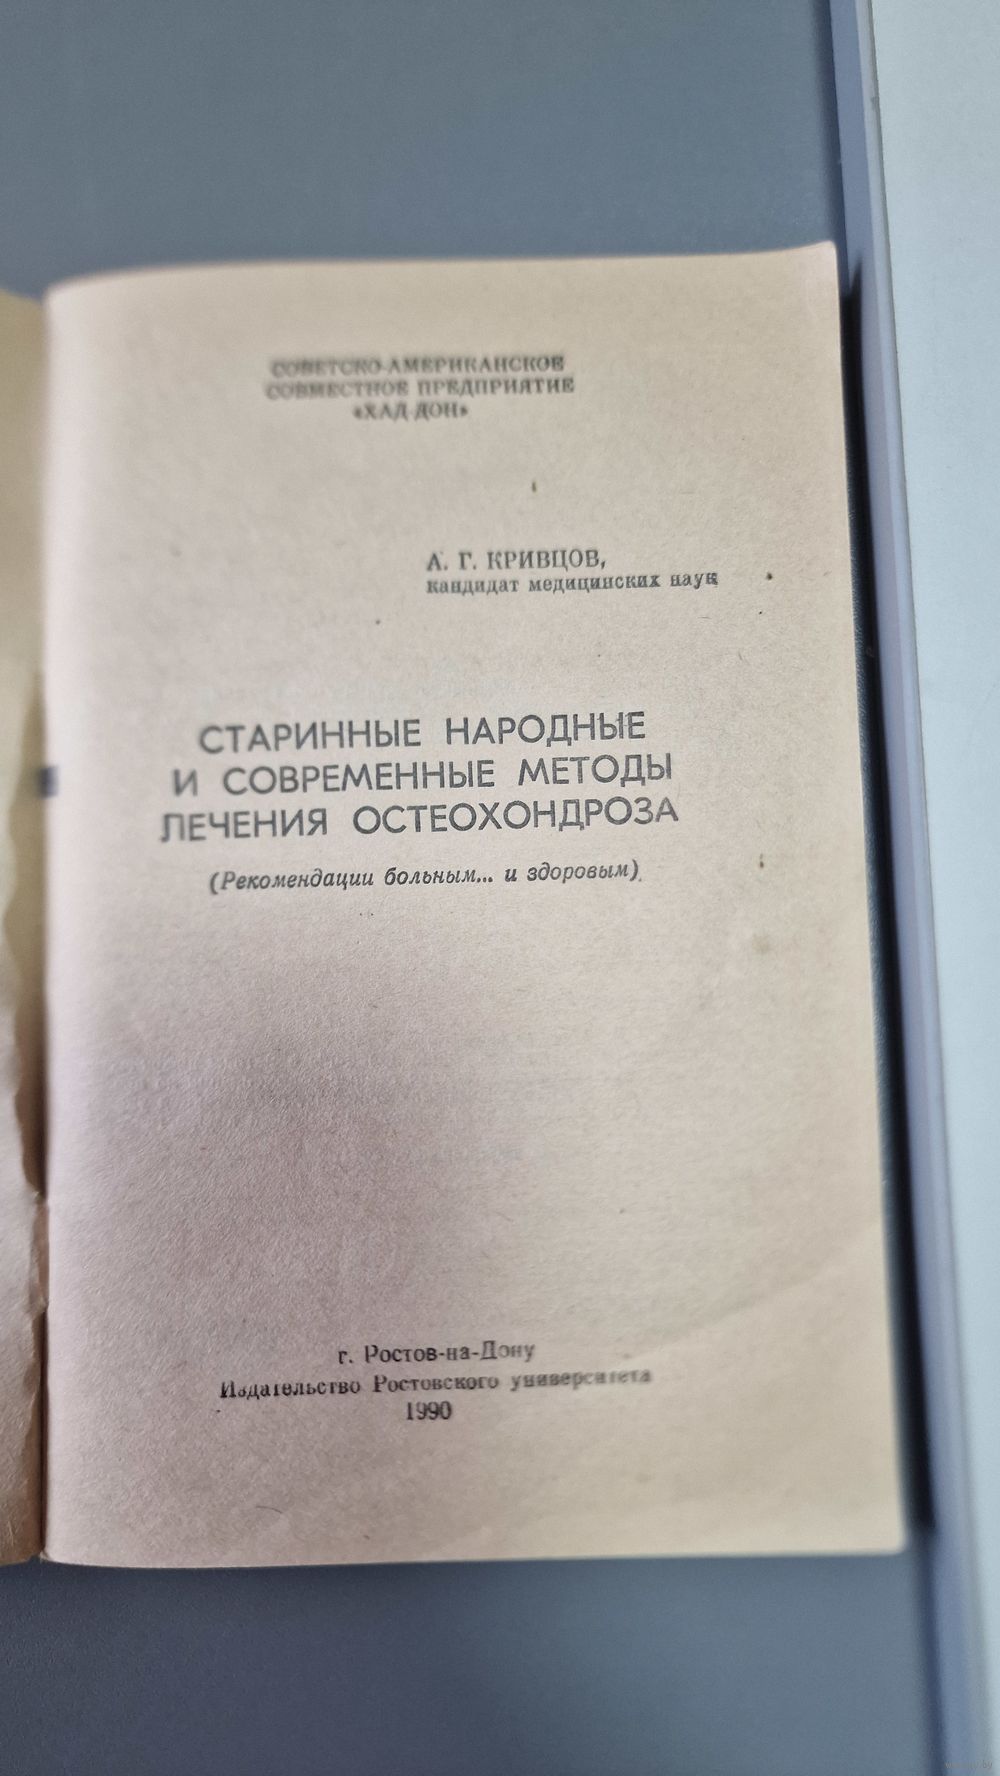 СОВЕТСКО-АМЕРИКАНСКОЕ
СОВМЕСТНОЕ ПРЕДПРИЯТИЕ
«ХАД-ДОН»
А. Г. КРИВЦОВ,
кандидат медицинских наук
СТАРИННЫЕ НАРОДНЫЕ
И СОВРЕМЕННЫЕ МЕТОДЫ
ЛЕЧЕНИЯ ОСТЕОХОНДРОЗА
(Рекомендации больным... и здоровым)
г. Ростов-на-Дону
Издательство Ростовского университета
1990